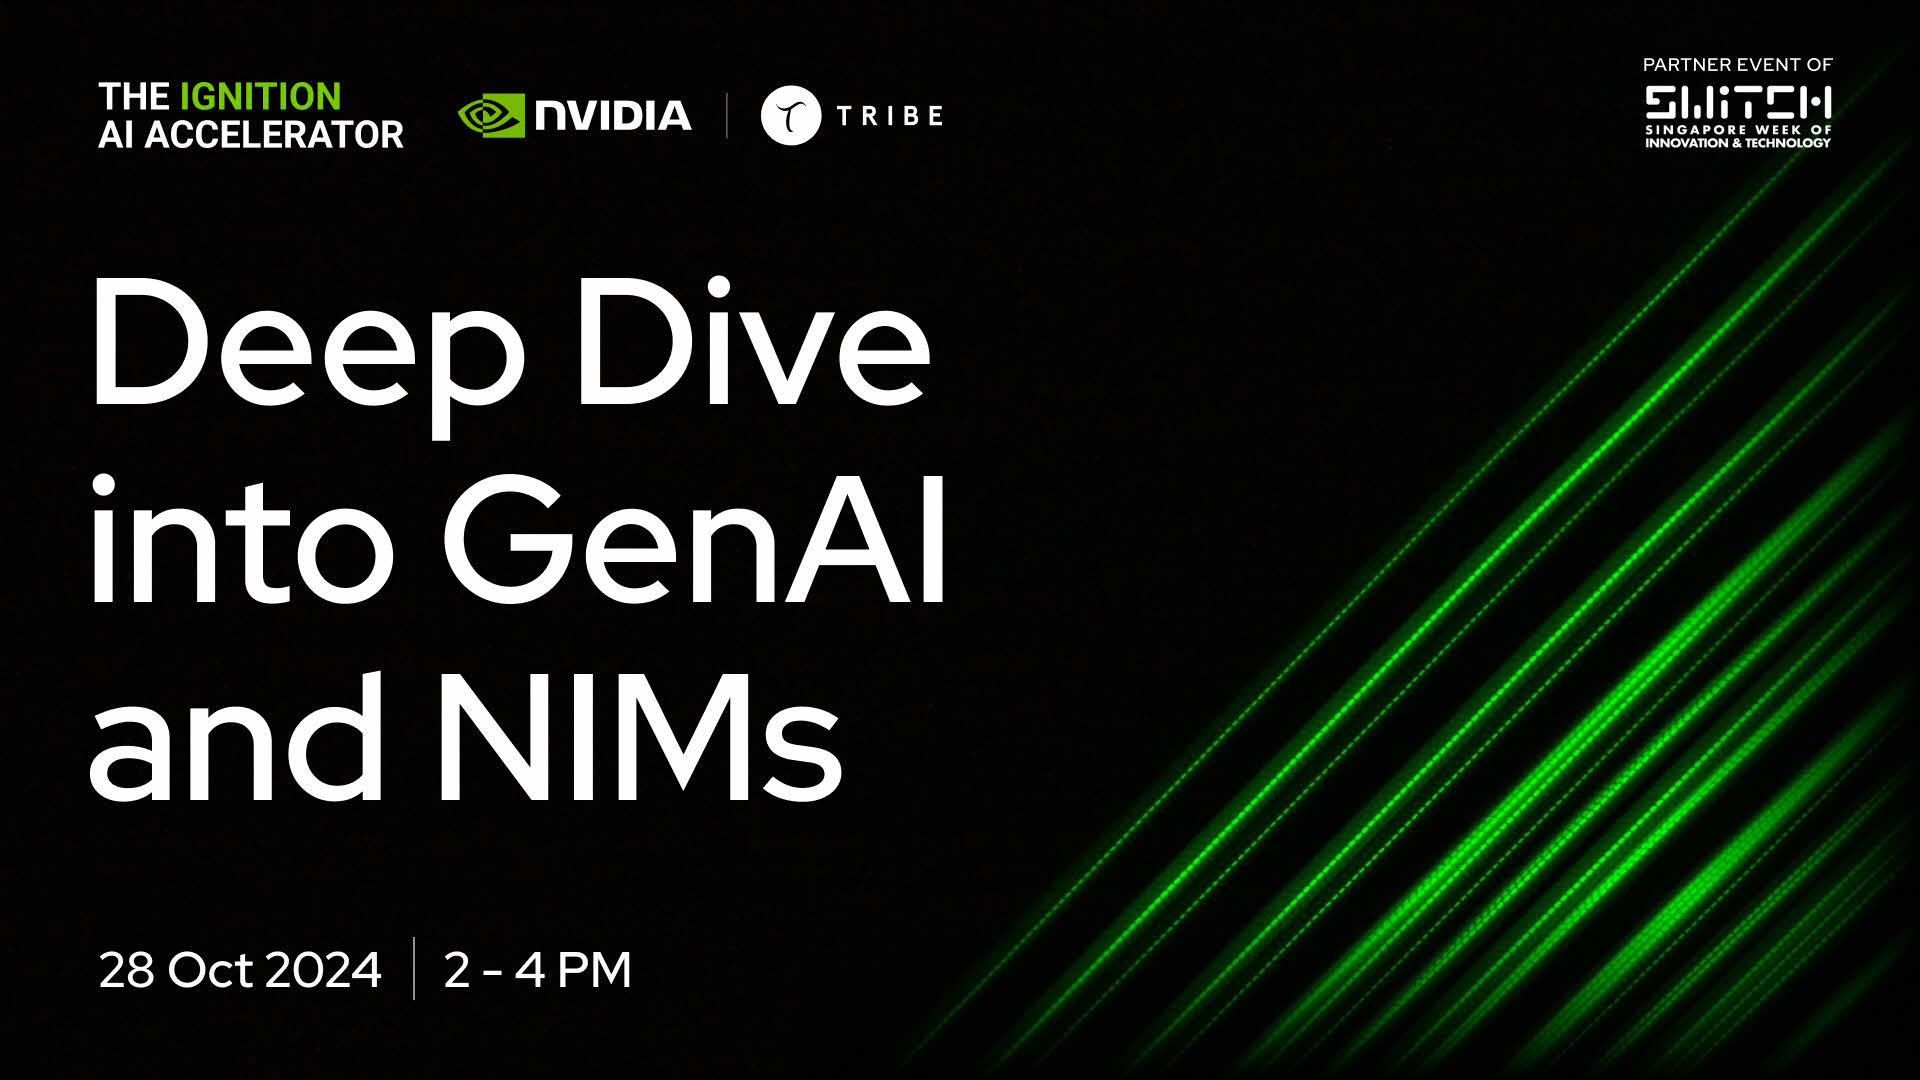 THE IGNITION
AI ACCELERATOR
NVIDIA
TRIBE
PARTNER EVENT OF
SWITCH
SINGAPORE WEEK OF
INNOVATION & TECHNOLOGY
Deep Dive
into GenAI
and NIMs
28 Oct 2024
2 - 4 PM